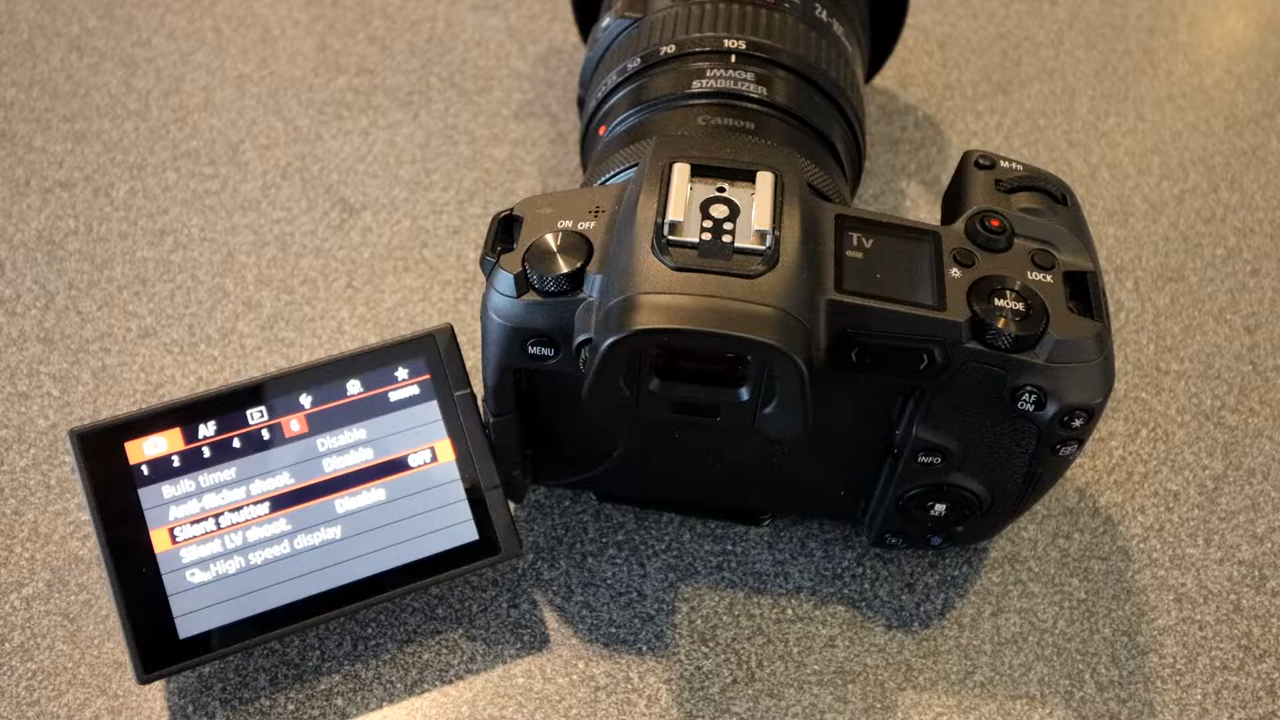 24-105
50 70 105
IMAGE
STABILIZER
Canon
M-Fn
ON OFF
Tv
LOCK
MODE
MENU
AF
ON
INFO
SET
AF
SHOOT6
1 2 3 4 5 6
Bulb timer Disable
Anti-flicker shoot. Disable
Silent shutter OFF
Silent LV shoot. Disable
High speed display